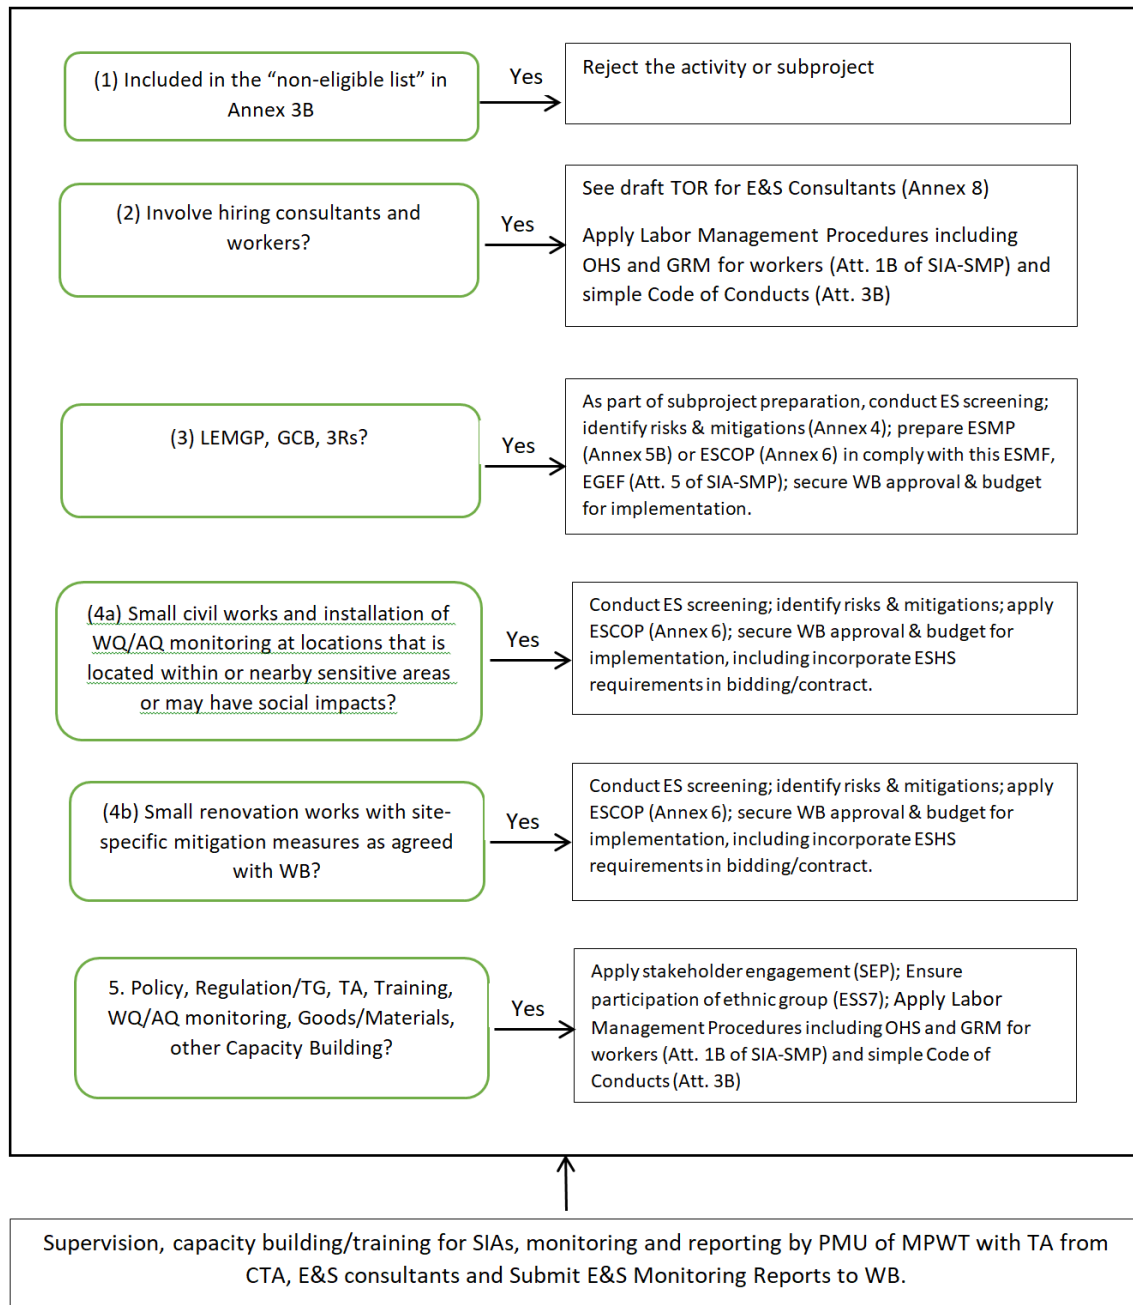 (1) Included in the “non-eligible list” in
Annex 3B
Yes
Reject the activity or subproject
(2) Involve hiring consultants and
workers?
Yes
See draft TOR for E&S Consultants (Annex 8)
Apply Labor Management Procedures including
OHS and GRM for workers (Att. 1B of SIA-SMP) and
simple Code of Conducts (Att. 3B)
(3) LEMGP, GCB, 3Rs?
Yes
As part of subproject preparation, conduct ES screening;
identify risks & mitigations (Annex 4); prepare ESMP
(Annex 5B) or ESCOP (Annex 6) in comply with this ESMF,
EGEF (Att. 5 of SIA-SMP); secure WB approval & budget
for implementation.
(4a) Small civil works and installation of
WQ/AQ monitoring at locations that is
located within or nearby sensitive areas
or may have social impacts?
Yes
Conduct ES screening; identify risks & mitigations; apply
ESCOP (Annex 6); secure WB approval & budget for
implementation, including incorporate ESHS
requirements in bidding/contract.
(4b) Small renovation works with site-
specific mitigation measures as agreed
with WB?
Yes
Conduct ES screening; identify risks & mitigations; apply
ESCOP (Annex 6); secure WB approval & budget for
implementation, including incorporate ESHS
requirements in bidding/contract.
5. Policy, Regulation/TG, TA, Training,
WQ/AQ monitoring, Goods/Materials,
other Capacity Building?
Yes
Apply stakeholder engagement (SEP); Ensure
participation of ethnic group (ESS7); Apply Labor
Management Procedures including OHS and GRM for
workers (Att. 1B of SIA-SMP) and simple Code of
Conducts (Att. 3B)
Supervision, capacity building/training for SIAs, monitoring and reporting by PMU of MPWT with TA from
CTA, E&S consultants and Submit E&S Monitoring Reports to WB.